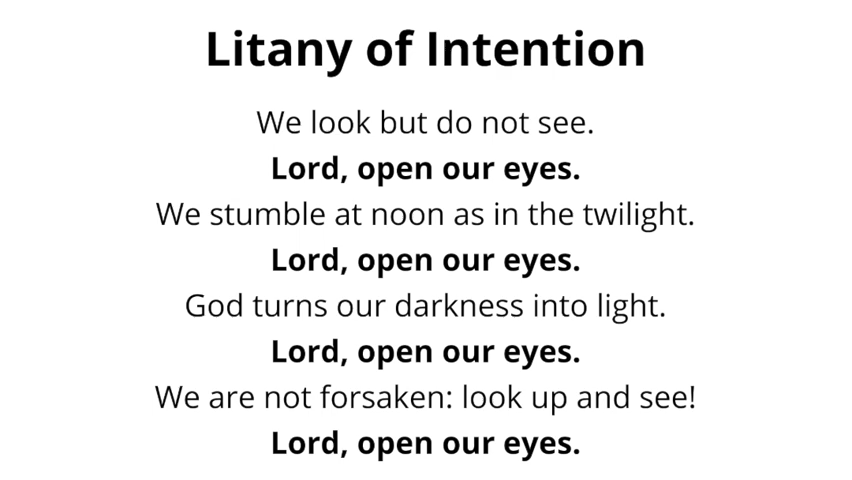 Litany of Intention
We look but do not see.
Lord, open our eyes.
We stumble at noon as in the twilight.
Lord, open our eyes.
God turns our darkness into light.
Lord, open our eyes.
We are not forsaken: look up and see!
Lord, open our eyes.